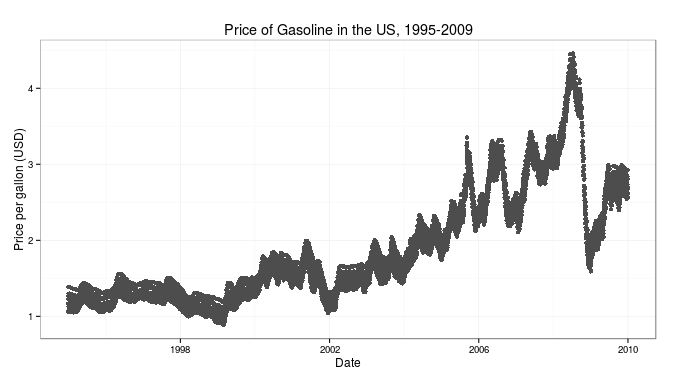 Price of Gasoline in the US, 1995-2009
Price per gallon (USD)
4
3
2
1
1998 2002 2006 2010
Date